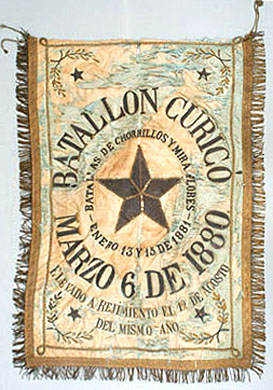 BATALLON CURICO
BATALLAS DE CHORRILLOS Y MIRAFLORES
ENERO 13 Y 15 DE 1881
MARZO 6 DE 1880
ELEVADO A REJIMIENTO EL 12 DE AGOSTO
DEL MISMO AÑO